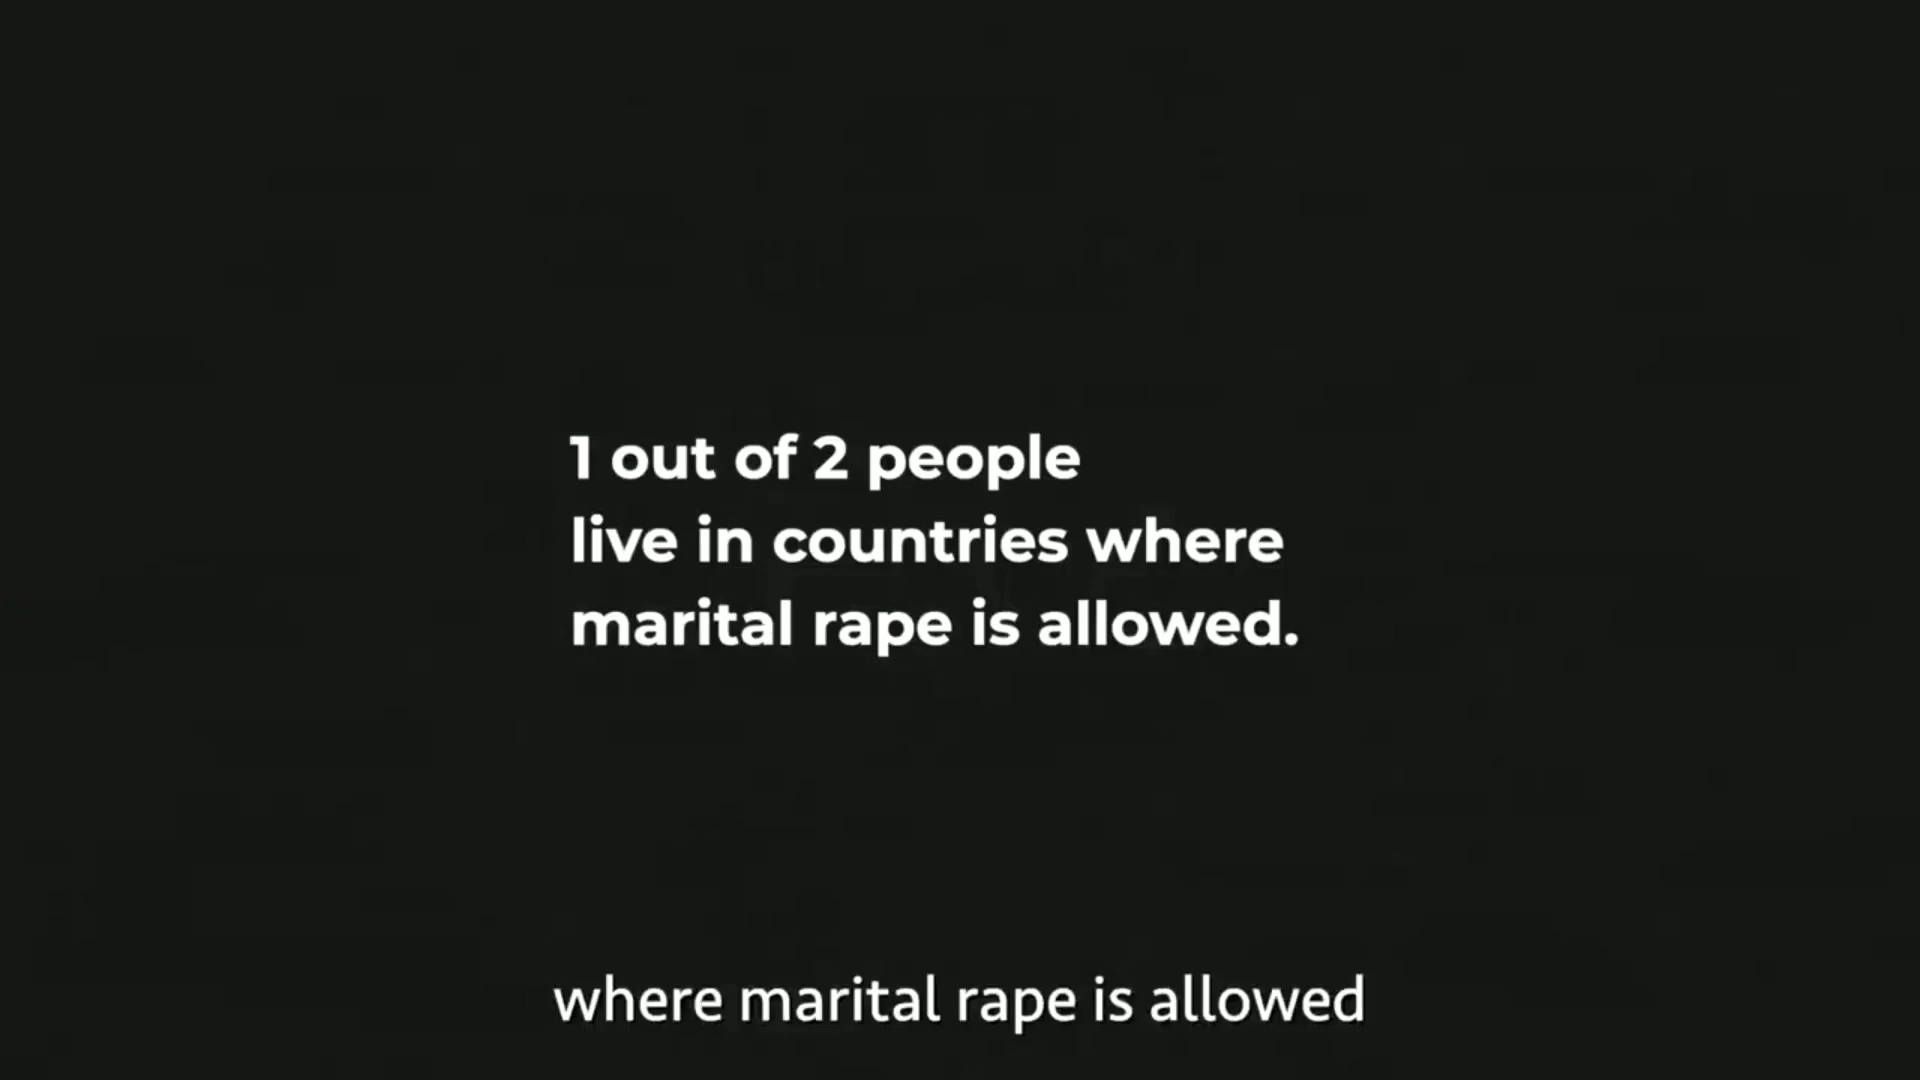 1 out of 2 people
live in countries where
marital rape is allowed.
where marital rape is allowed